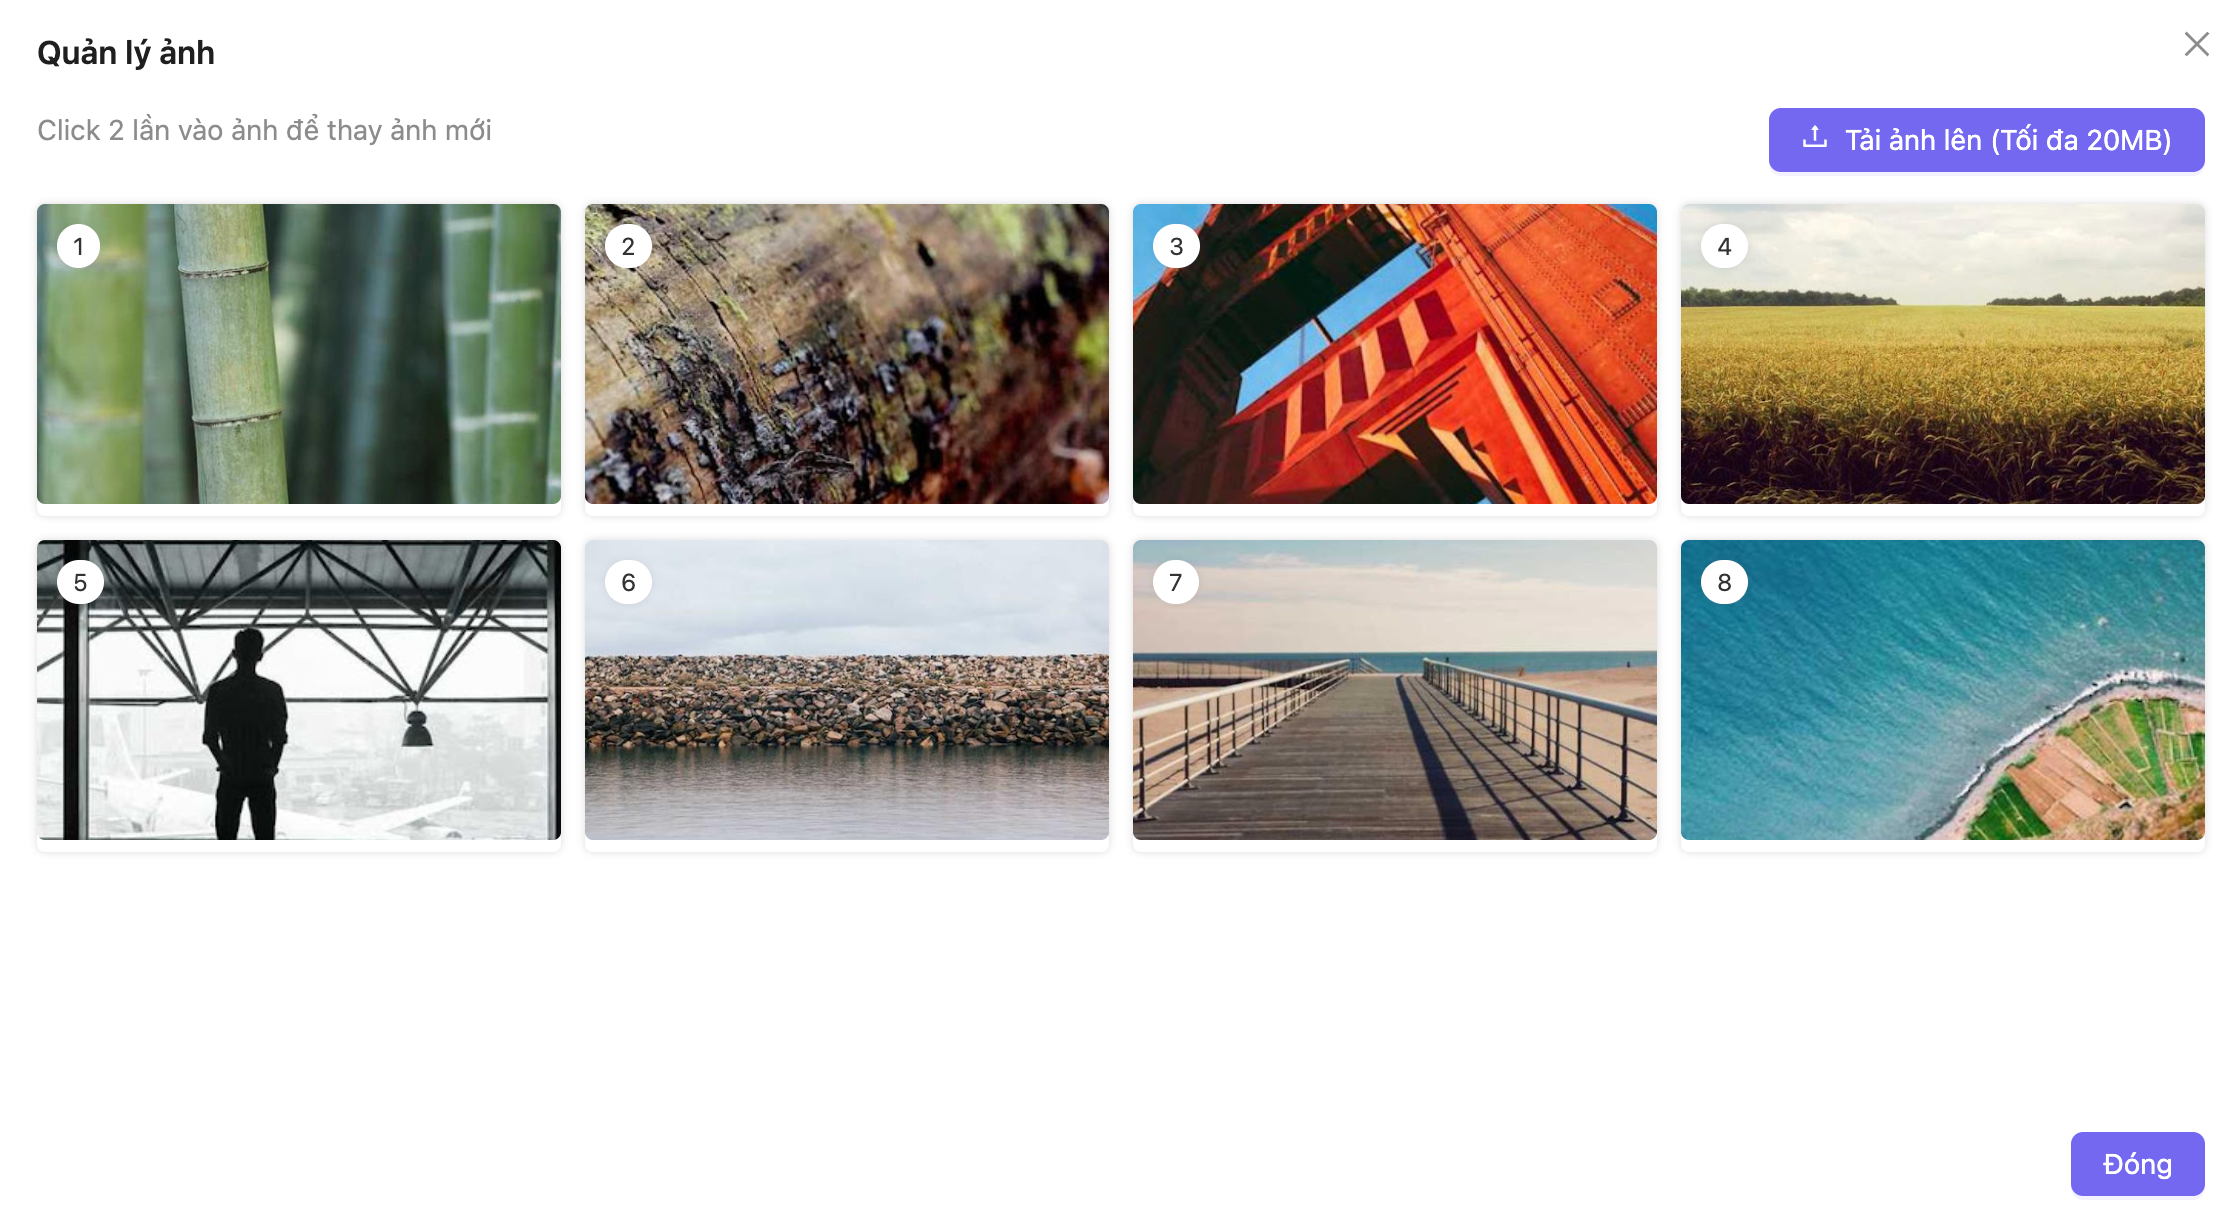 Quản lý ảnh
Click 2 lần vào ảnh để thay ảnh mới
Tải ảnh lên (Tối đa 20MB)
1
2
3
4
5
6
7
8
Đóng